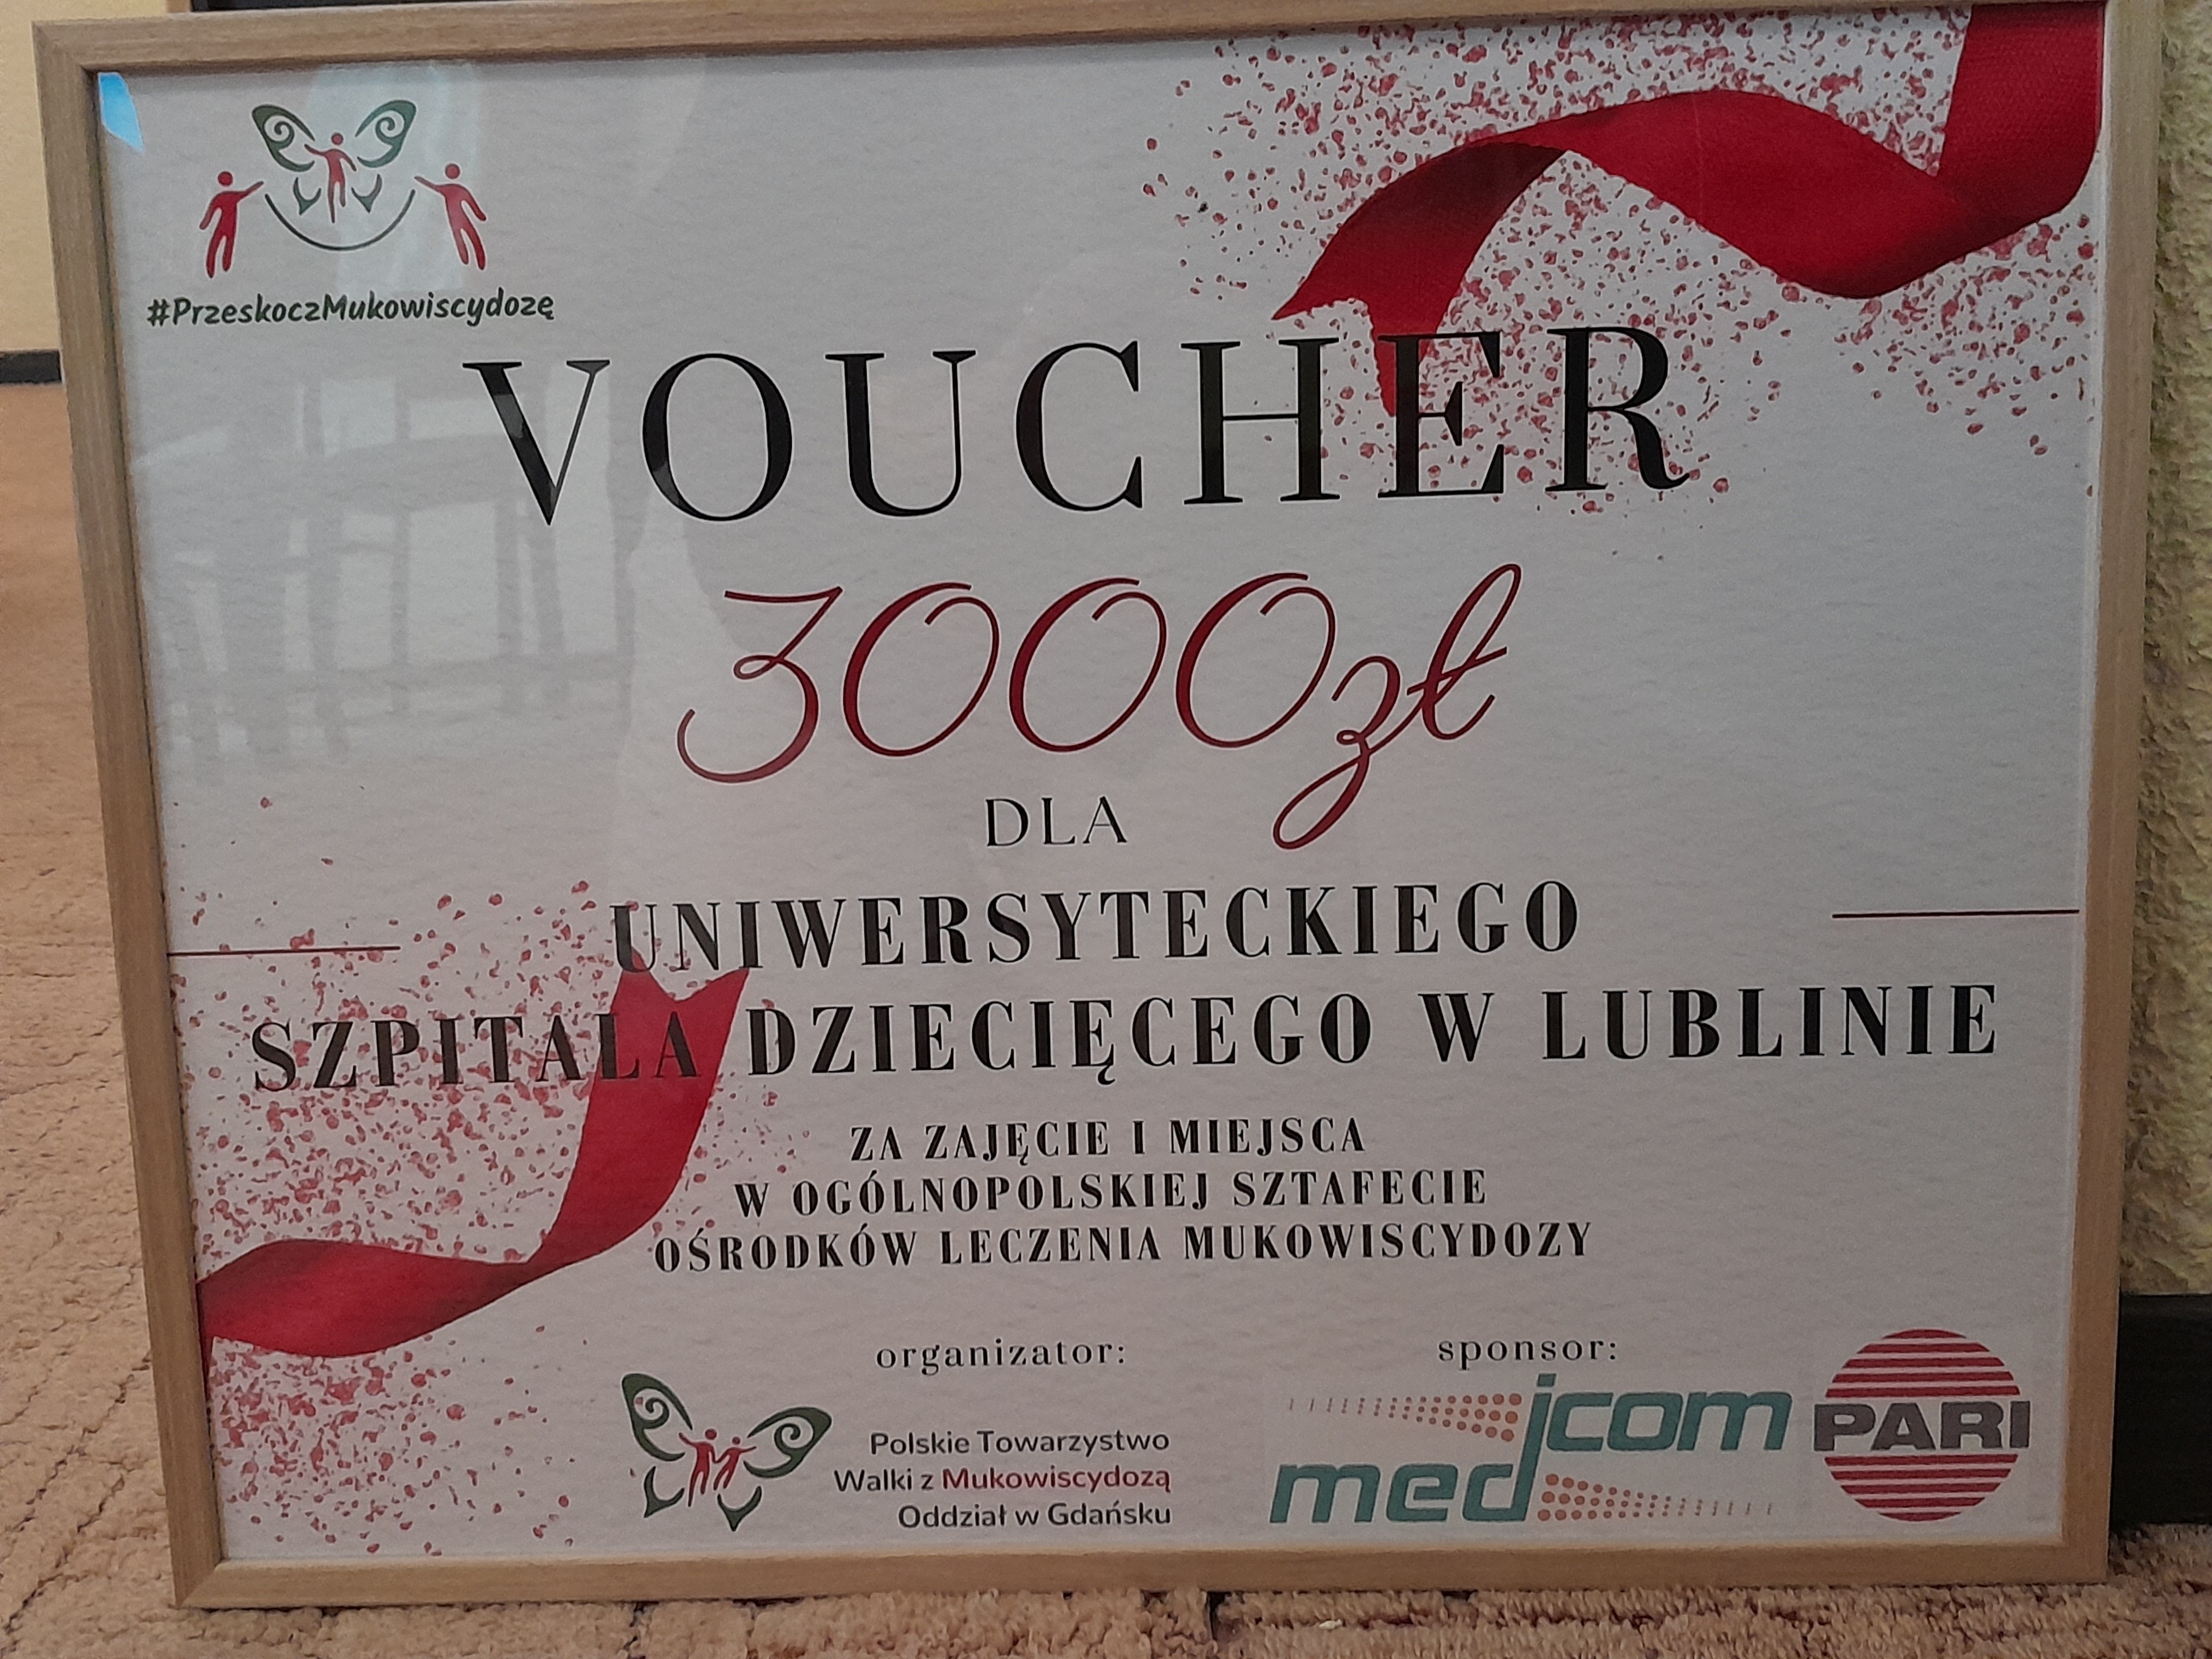 #PrzeskoczMukowiscydozę
VOUCHER
3000zł
DLA
UNIWERSYTECKIEGO
SZPITALA DZIECIĘCEGO W LUBLINIE
ZA ZAJĘCIE I MIEJSCA
W OGÓLNOPOLSKIEJ SZTAFECIE
OŚRODKÓW LECZENIA MUKOWISCYDOZY
organizator:
Polskie Towarzystwo
Walki z Mukowiscydozą
Oddział w Gdańsku
sponsor:
medjcom
PARI